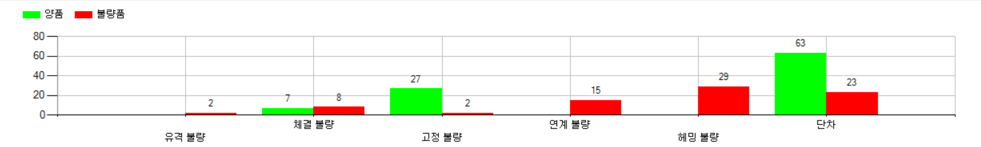 양품 불량품
80
60
40
20
0
2
7
8
27
2
15
29
63
23
유격 불량
체결 불량
고정 불량
연계 불량
헤밍 불량
단차